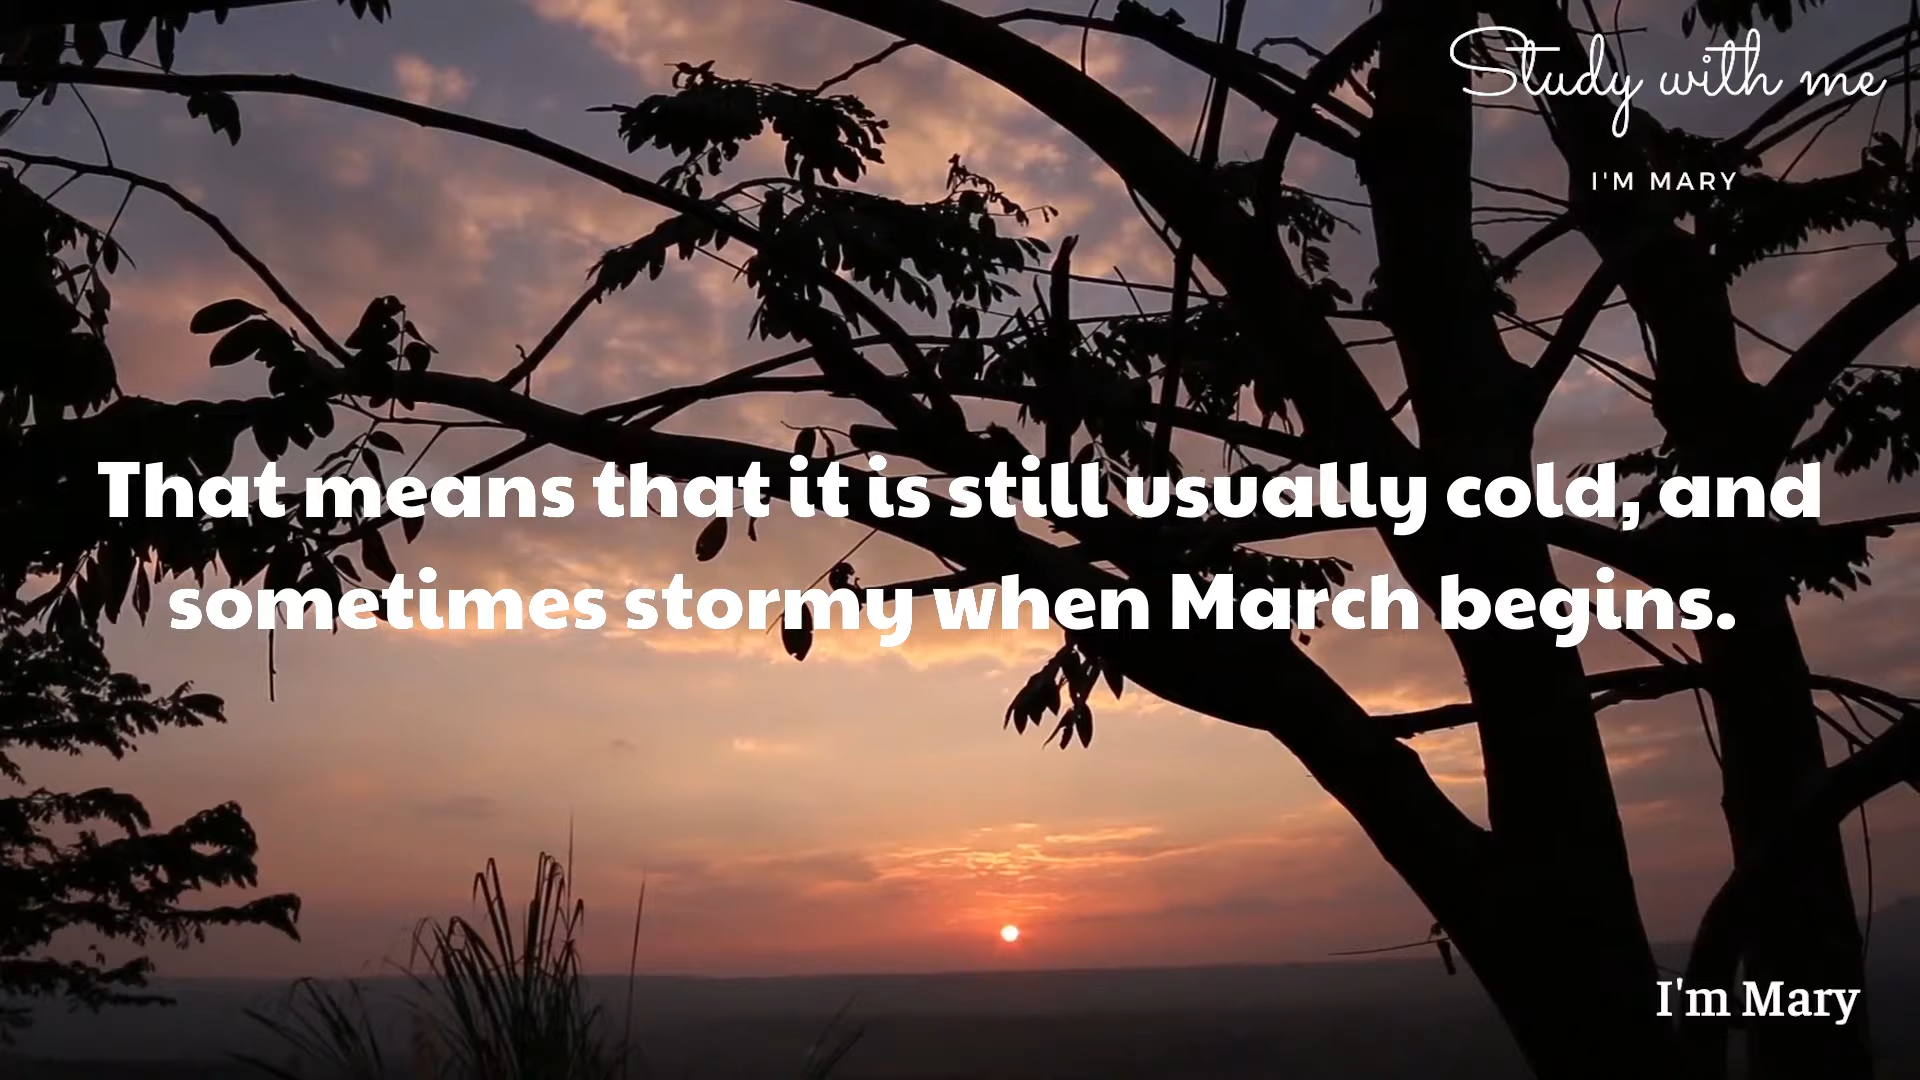 Study with me
I'M MARY
That means that it is still usually cold, and
sometimes stormy when March begins.
I'm Mary